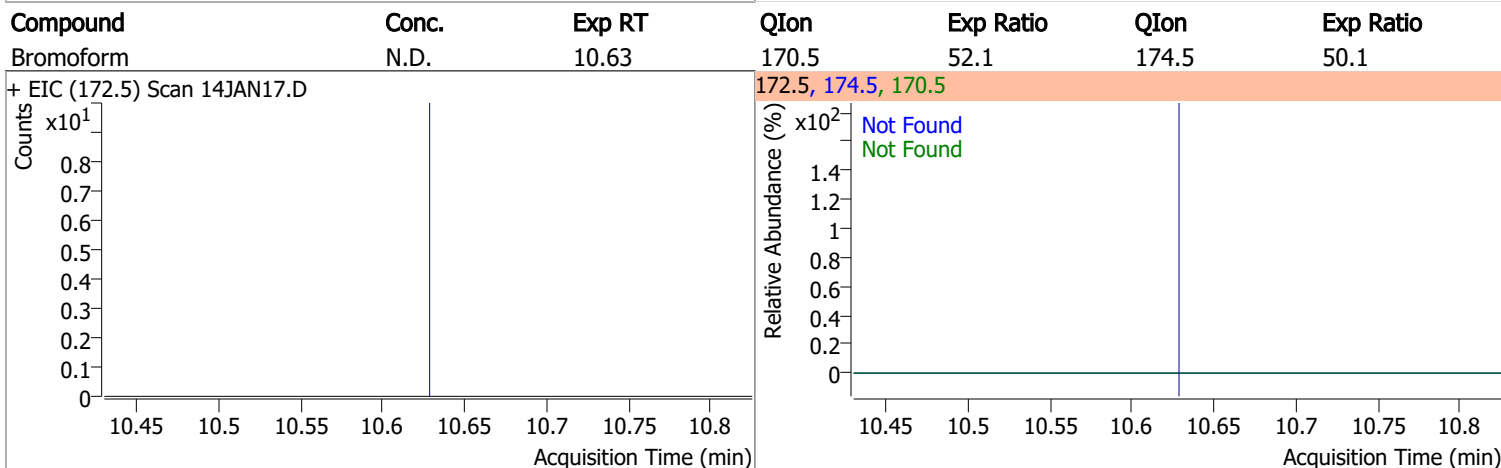 Compound Conc. Exp RT QIon Exp Ratio QIon Exp Ratio
Bromoform N.D. 10.63 170.5 52.1 174.5 50.1
+ EIC (172.5) Scan 14JAN17.D
Counts
x10¹
0.8
0.7
0.6
0.5
0.4
0.3
0.2
0.1
0
10.45 10.5 10.55 10.6 10.65 10.7 10.75 10.8
Acquisition Time (min)
172.5, 174.5, 170.5
Relative Abundance (%)
x10²
Not Found
Not Found
1.4
1.2
1
0.8
0.6
0.4
0.2
0
10.45 10.5 10.55 10.6 10.65 10.7 10.75 10.8
Acquisition Time (min)